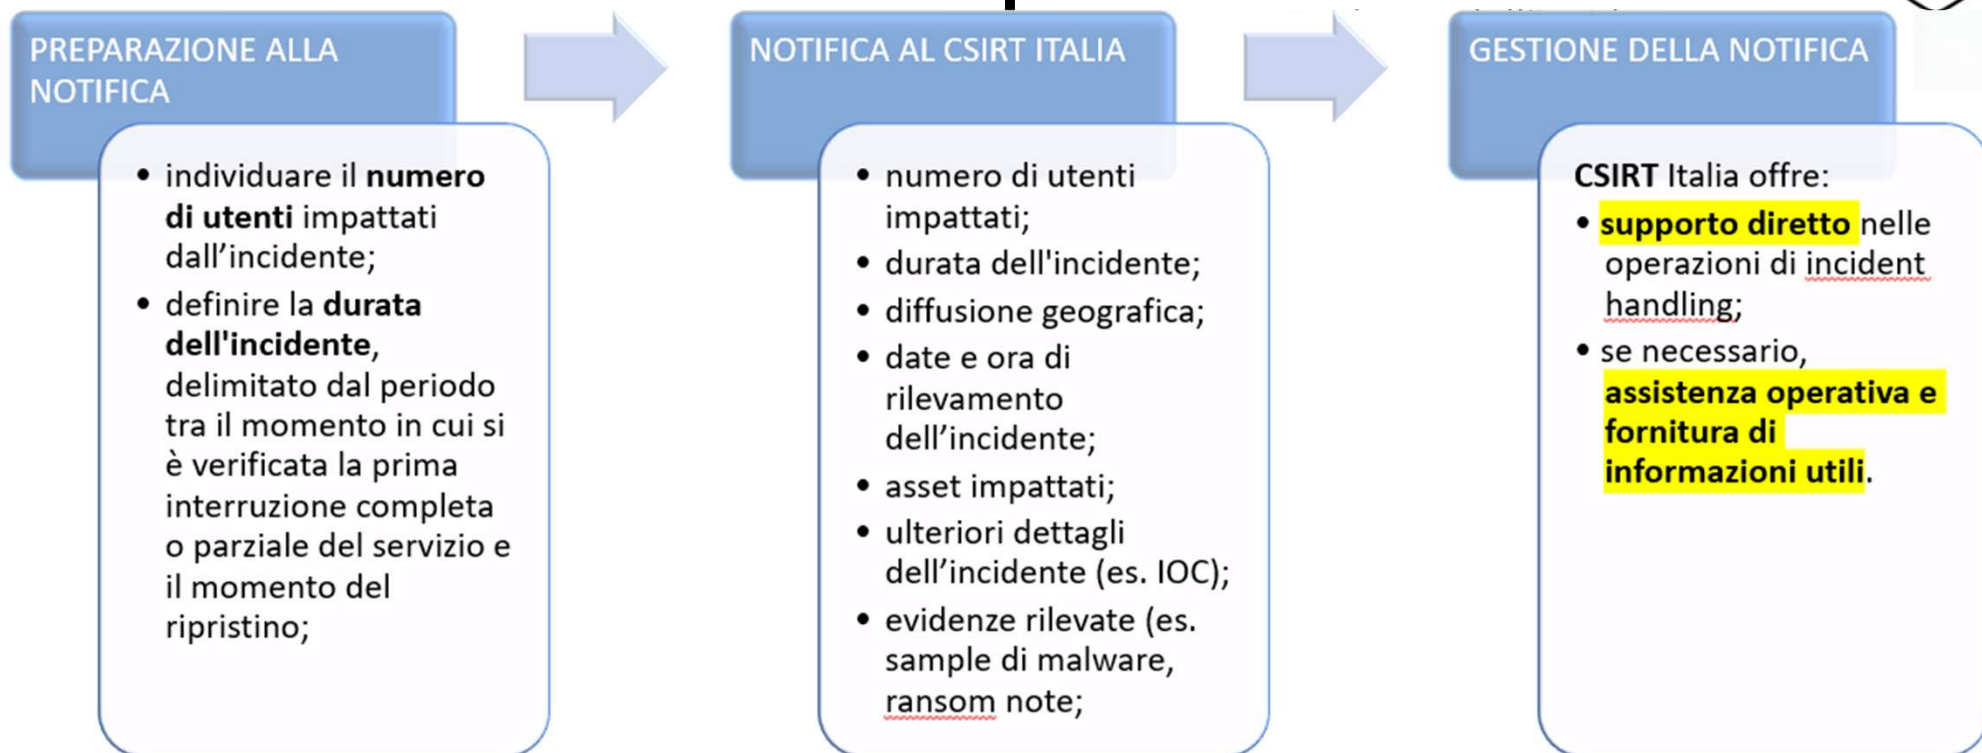 PREPARAZIONE ALLA
NOTIFICA
• individuare il numero
di utenti impattati
dall’incidente;
• definire la durata
dell'incidente,
delimitato dal periodo
tra il momento in cui si
è verificata la prima
interruzione completa
o parziale del servizio e
il momento del
ripristino;
NOTIFICA AL CSIRT ITALIA
• numero di utenti
impattati;
• durata dell'incidente;
• diffusione geografica;
• date e ora di
rilevamento
dell’incidente;
• asset impattati;
• ulteriori dettagli
dell’incidente (es. IOC);
• evidenze rilevate (es.
sample di malware,
ransom note;
GESTIONE DELLA NOTIFICA
CSIRT Italia offre:
• supporto diretto nelle
operazioni di incident
handling;
• se necessario,
assistenza operativa e
fornitura di
informazioni utili.